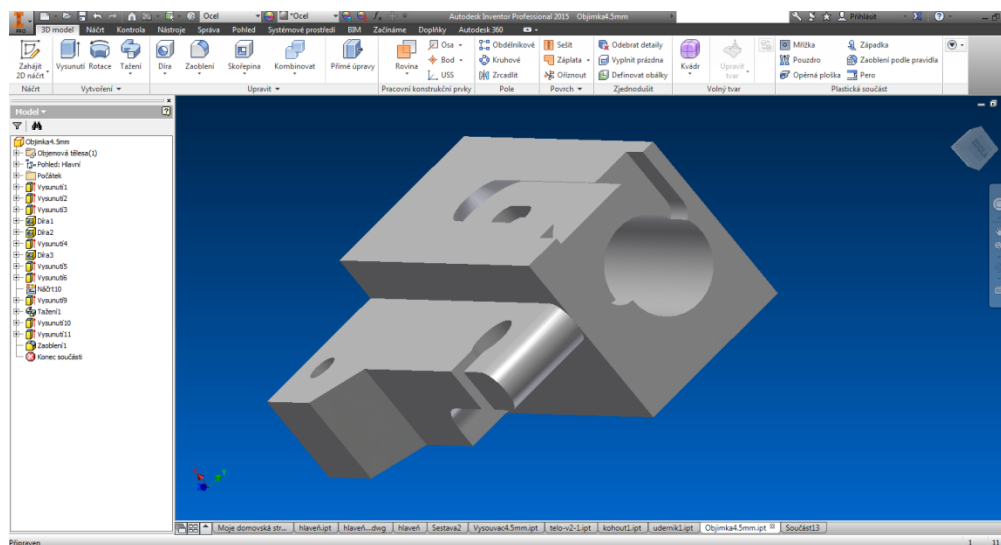 Autodesk Inventor Professional 2015 Objimka4.5mm
Ocel *Ocel Přihlásit
PRO 3D model Náčrt Kontrola Nástroje Správa Pohled Systémové prostředí BIM Začínáme Doplňky Autodesk 360
Zahájit 2D náčrt
Vysunutí Rotace Tažení
Díra Zaoblení Skořepina Kombinovat Přímé úpravy
Rovina
Osa
Bod
USS
Obdélníkové
Kruhové
Zrcadlit
Sešít
Záplata
Oříznout
Odebrat detaily
Vyplnit prázdna
Definovat obálky
Kvádr
Upravit tvar
Mřížka
Pouzdro
Opěrná ploška
Západka
Zaoblení podle pravidla
Pero
Náčrt Vytvoření Upravit Pracovní konstrukční prvky Pole Povrch Zjednodušit Volný tvar Plastická součást
Model
Objimka4.5mm
Objemová tělesa(1)
Pohled: Hlavní
Počátek
Vysunutí1
Vysunutí2
Vysunutí3
Díra1
Díra2
Vysunutí4
Díra3
Vysunutí5
Vysunutí6
Náčrt10
Vysunutí9
Tažení1
Vysunutí10
Vysunutí11
Zaoblení1
Konec součásti
Moje domovská str... hlaveň.ipt hlaveň....dwg hlaveň Sestava2 Vysouvac4.5mm.ipt telo-v2-1.ipt kohout1.ipt udernik1.ipt Objimka4.5mm.ipt Součást13
Připraven 1 11